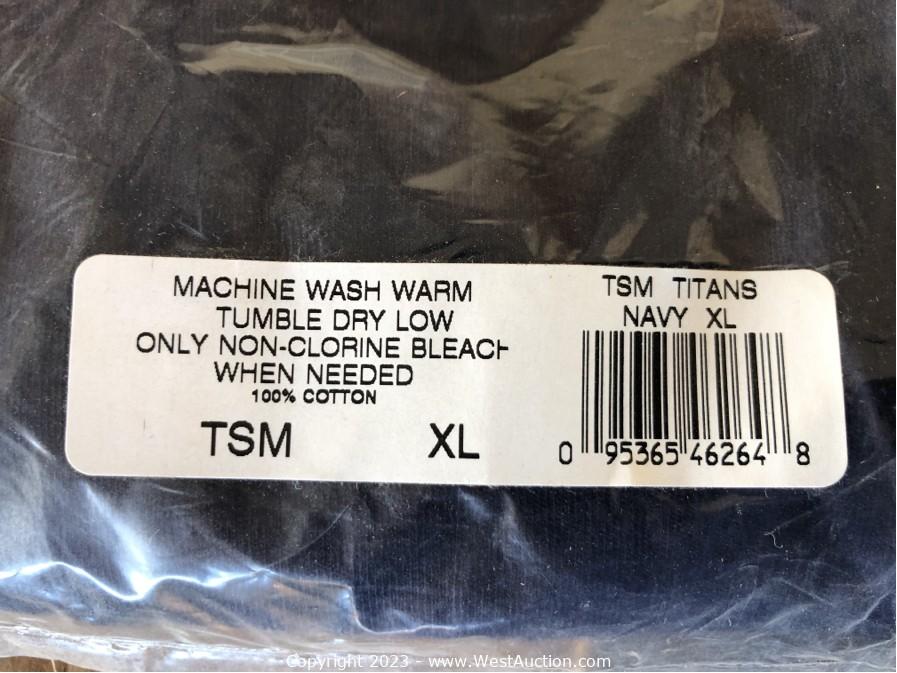 MACHINE WASH WARM
TUMBLE DRY LOW
ONLY NON-CLORINE BLEACH
WHEN NEEDED
100% COTTON
TSM XL
TSM TITANS
NAVY XL
0 95365 46264 8
Copyright 2023 - www.WestAuction.com